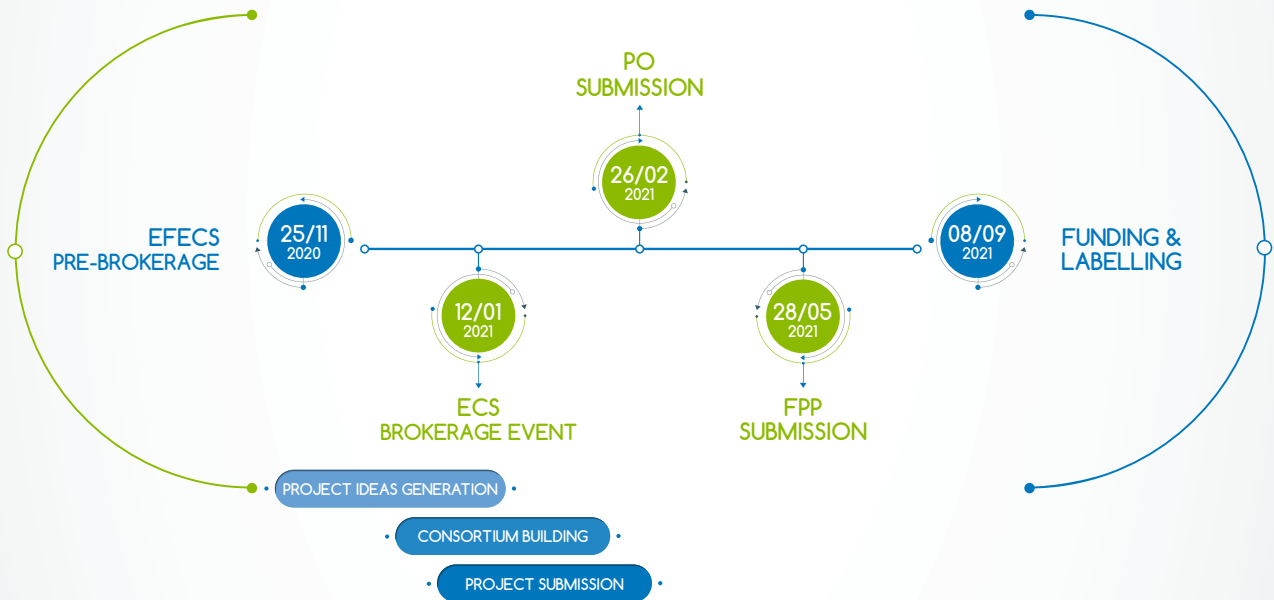 PO
SUBMISSION
26/02
2021
EFECS
PRE-BROKERAGE
25/11
2020
08/09
2021
FUNDING &
LABELLING
12/01
2021
28/05
2021
ECS
BROKERAGE EVENT
FPP
SUBMISSION
PROJECT IDEAS GENERATION
CONSORTIUM BUILDING
PROJECT SUBMISSION